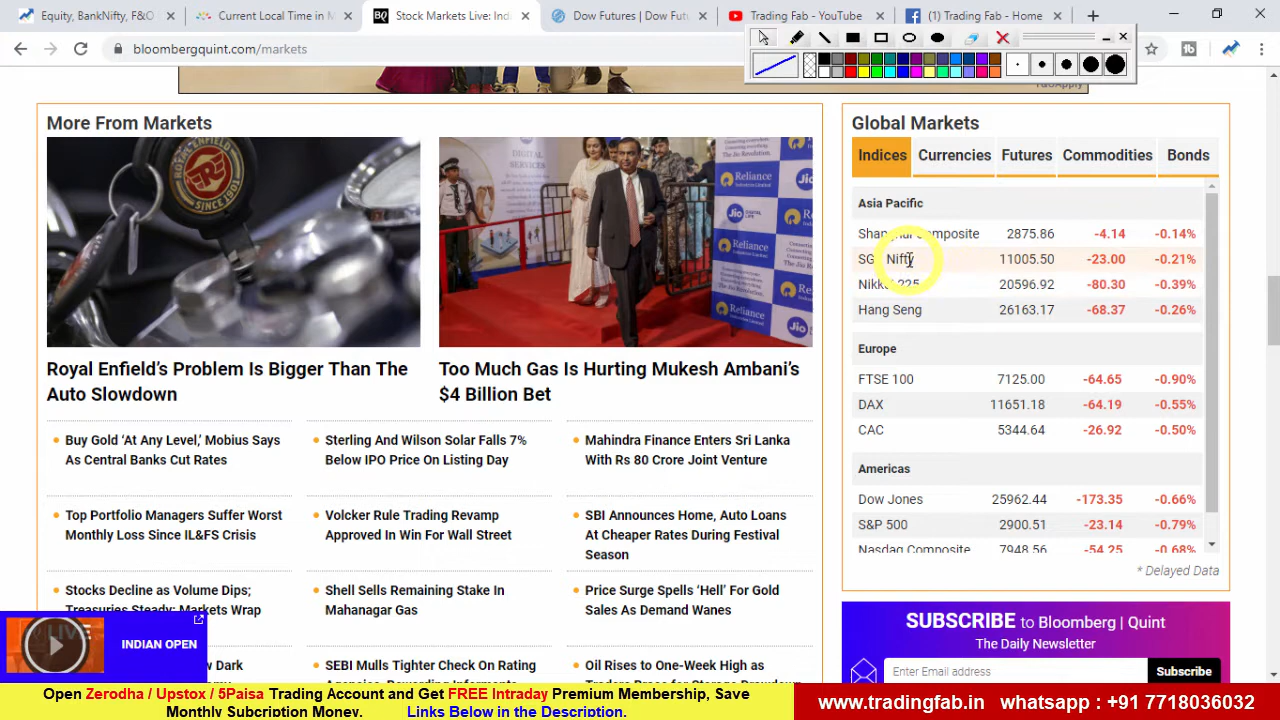 Equity, BankNifty, F&O
Current Local Time in M
Stock Markets Live: Ind
Dow Futures | Dow Fut
Trading Fab - YouTube
(1) Trading Fab - Home
bloombergquint.com/markets
More From Markets
ROYAL ENFIELD
SINCE 1901
DIGITAL
SERVICES
Reliance
Jio
Royal Enfield's Problem Is Bigger Than The
Auto Slowdown
Too Much Gas Is Hurting Mukesh Ambani's
$4 Billion Bet
Buy Gold 'At Any Level,' Mobius Says
As Central Banks Cut Rates
Sterling And Wilson Solar Falls 7%
Below IPO Price On Listing Day
Mahindra Finance Enters Sri Lanka
With Rs 80 Crore Joint Venture
Top Portfolio Managers Suffer Worst
Monthly Loss Since IL&FS Crisis
Volcker Rule Trading Revamp
Approved In Win For Wall Street
SBI Announces Home, Auto Loans
At Cheaper Rates During Festival
Season
Stocks Decline as Volume Dips;
Treasuries Steady: Markets Wrap
Shell Sells Remaining Stake In
Mahanagar Gas
Price Surge Spells 'Hell' For Gold
Sales As Demand Wanes
w Dark
SEBI Mulls Tighter Check On Rating
Oil Rises to One-Week High as
LIVE
INDIAN OPEN
Global Markets
Indices Currencies Futures Commodities Bonds
Asia Pacific
Shanghai Composite 2875.86 -4.14 -0.14%
SGX Nifty 11005.50 -23.00 -0.21%
Nikkei 225 20596.92 -80.30 -0.39%
Hang Seng 26163.17 -68.37 -0.26%
Europe
FTSE 100 7125.00 -64.65 -0.90%
DAX 11651.18 -64.19 -0.55%
CAC 5344.64 -26.92 -0.50%
Americas
Dow Jones 25962.44 -173.35 -0.66%
S&P 500 2900.51 -23.14 -0.79%
Nasdaq Composite 7948.56 -54.25 -0.68%
* Delayed Data
SUBSCRIBE to Bloomberg | Quint
The Daily Newsletter
Enter Email address
Subscribe
Open Zerodha / Upstox / 5Paisa Trading Account and Get FREE Intraday Premium Membership, Save
Monthly Subcription Money. Links Below in the Description.
www.tradingfab.in whatsapp : +91 7718036032